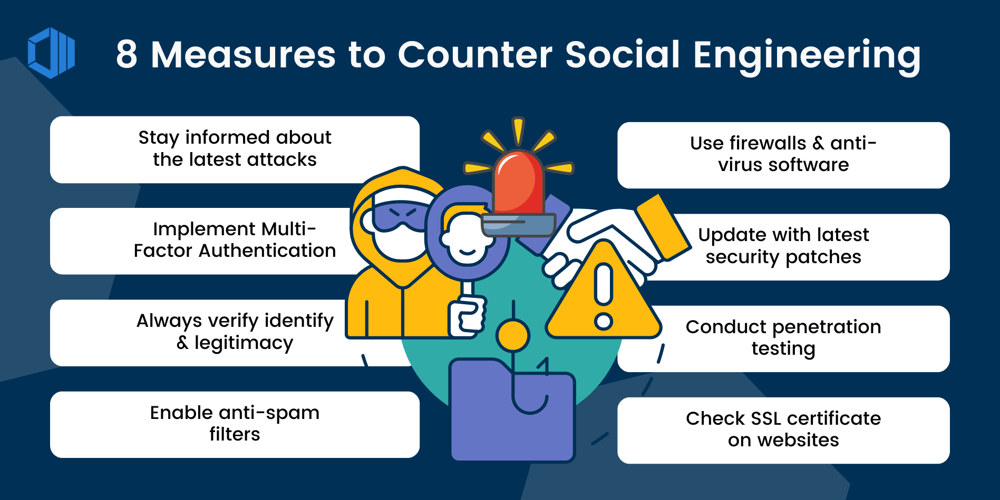 8 Measures to Counter Social Engineering
Stay informed about
the latest attacks
Implement Multi-
Factor Authentication
Always verify identify
& legitimacy
Enable anti-spam
filters
Use firewalls & anti-
virus software
Update with latest
security patches
Conduct penetration
testing
Check SSL certificate
on websites